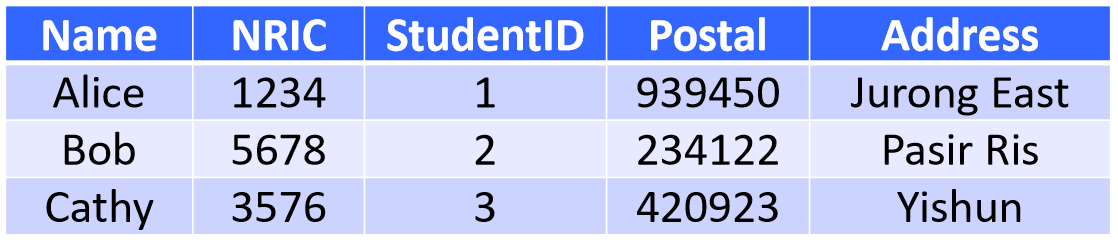 Name NRIC StudentID Postal Address
Alice 1234 1 939450 Jurong East
Bob 5678 2 234122 Pasir Ris
Cathy 3576 3 420923 Yishun